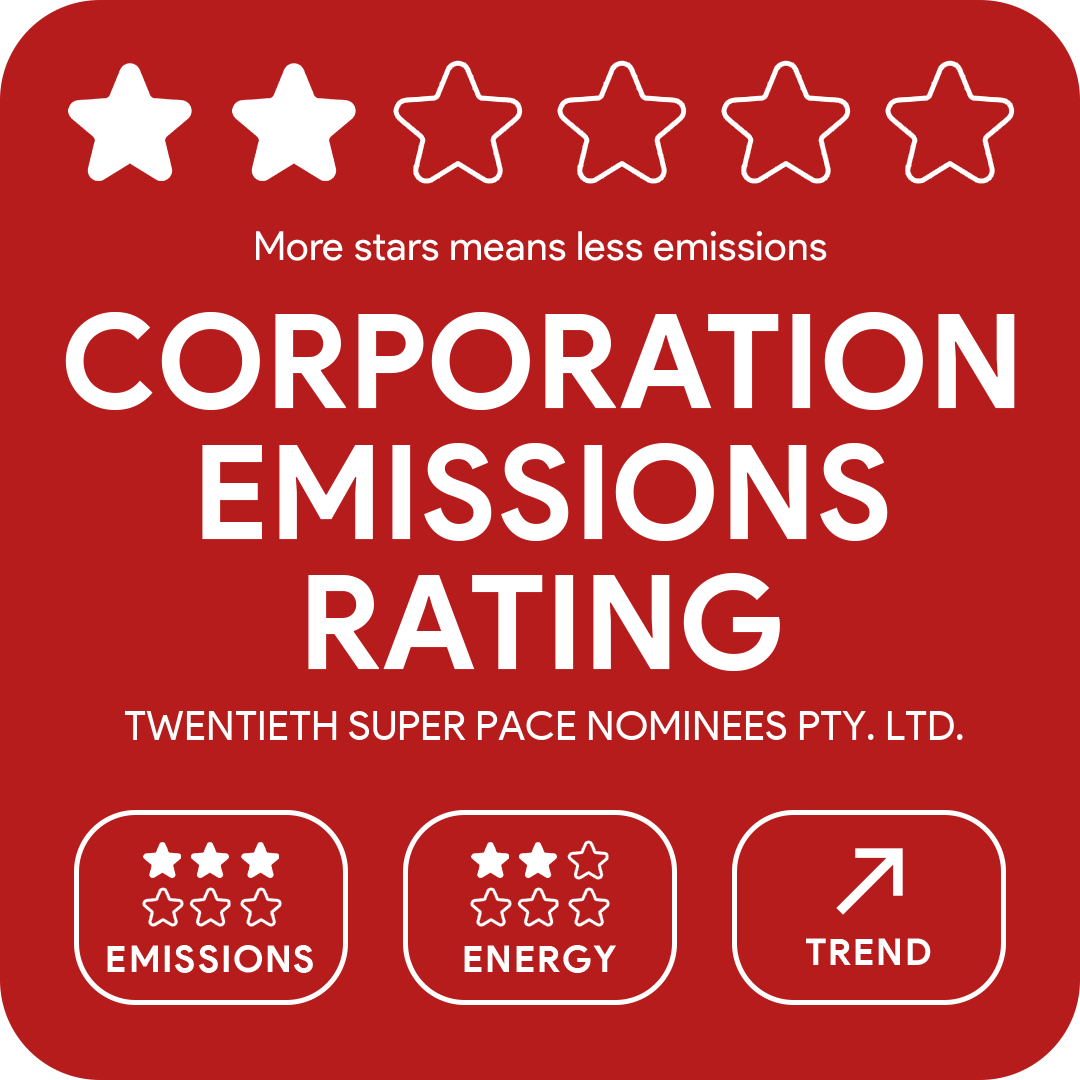 More stars means less emissions
CORPORATION
EMISSIONS
RATING
TWENTIETH SUPER PACE NOMINEES PTY. LTD.
EMISSIONS
ENERGY
TREND